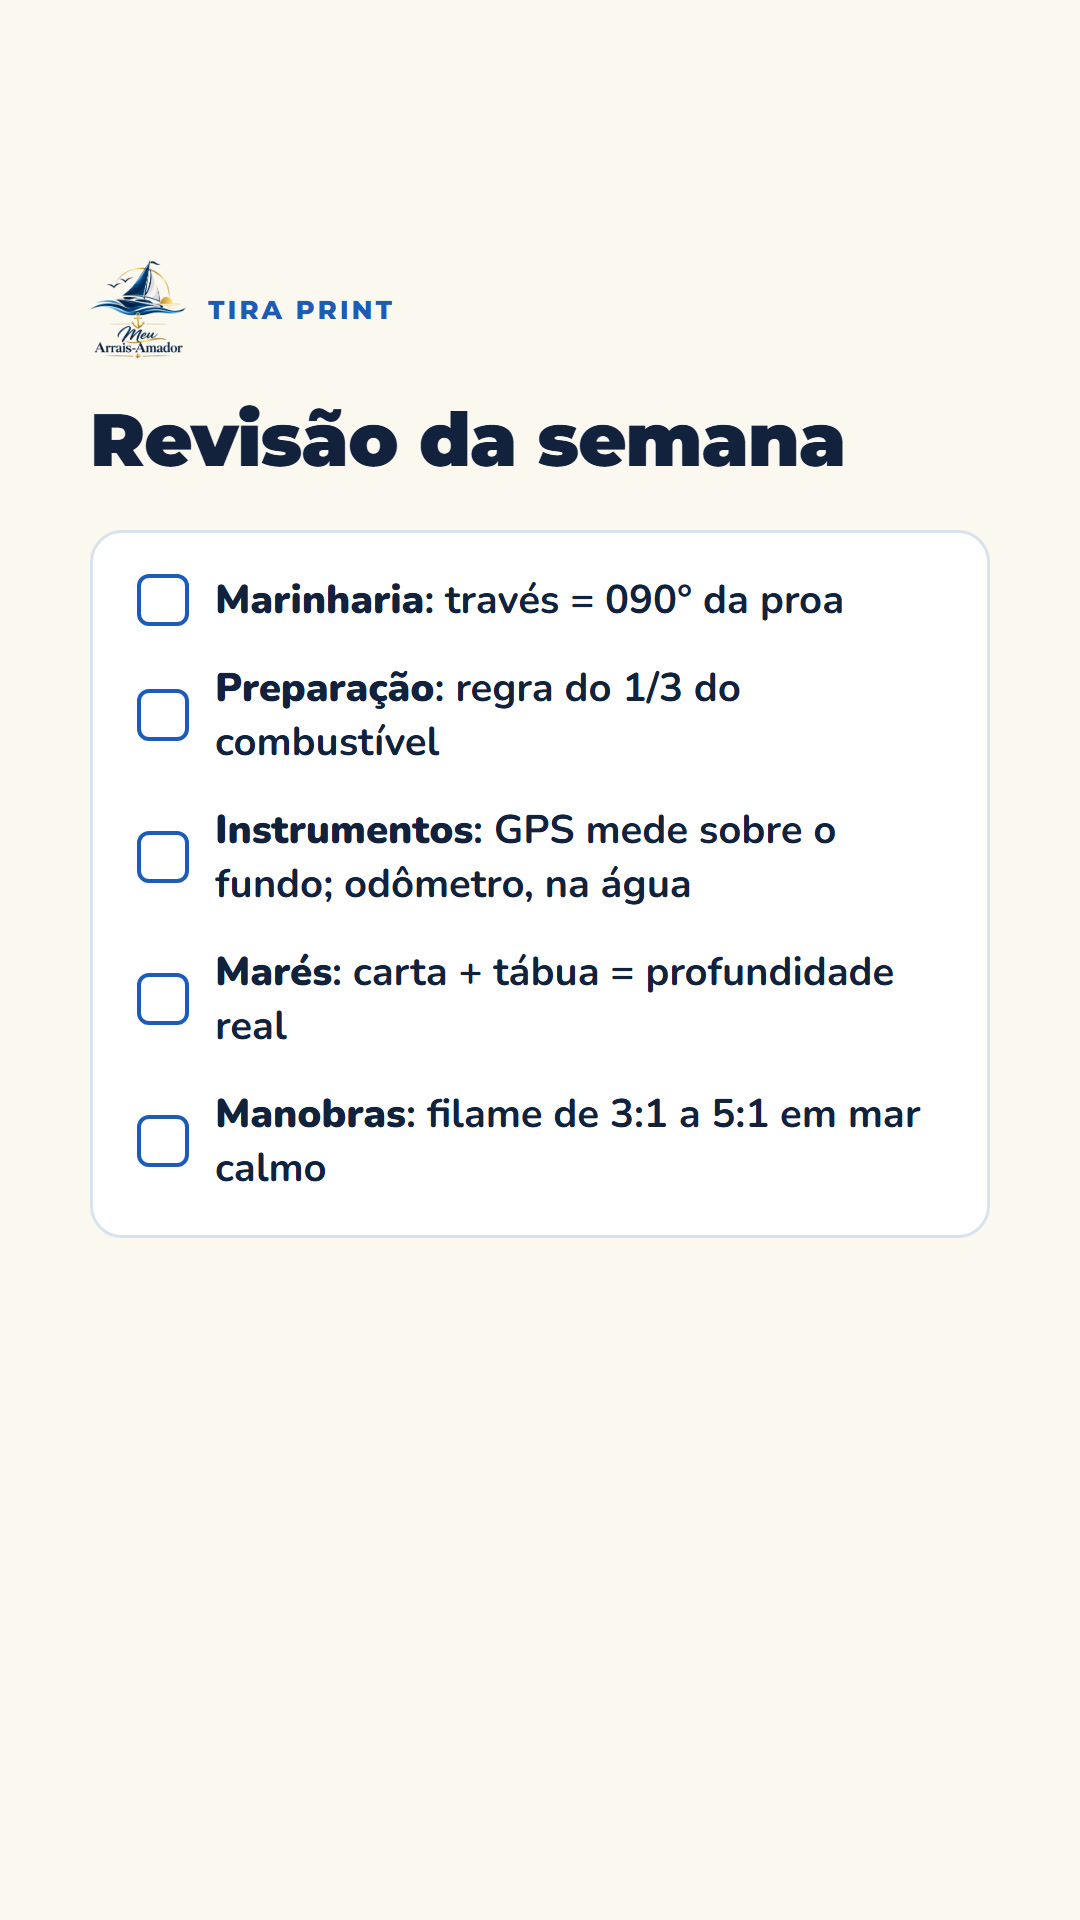 Meu
Arrais-Amador
TIRA PRINT
Revisão da semana
Marinharia: través = 090° da proa
Preparação: regra do 1/3 do
combustível
Instrumentos: GPS mede sobre o
fundo; odômetro, na água
Marés: carta + tábua = profundidade
real
Manobras: filame de 3:1 a 5:1 em mar
calmo